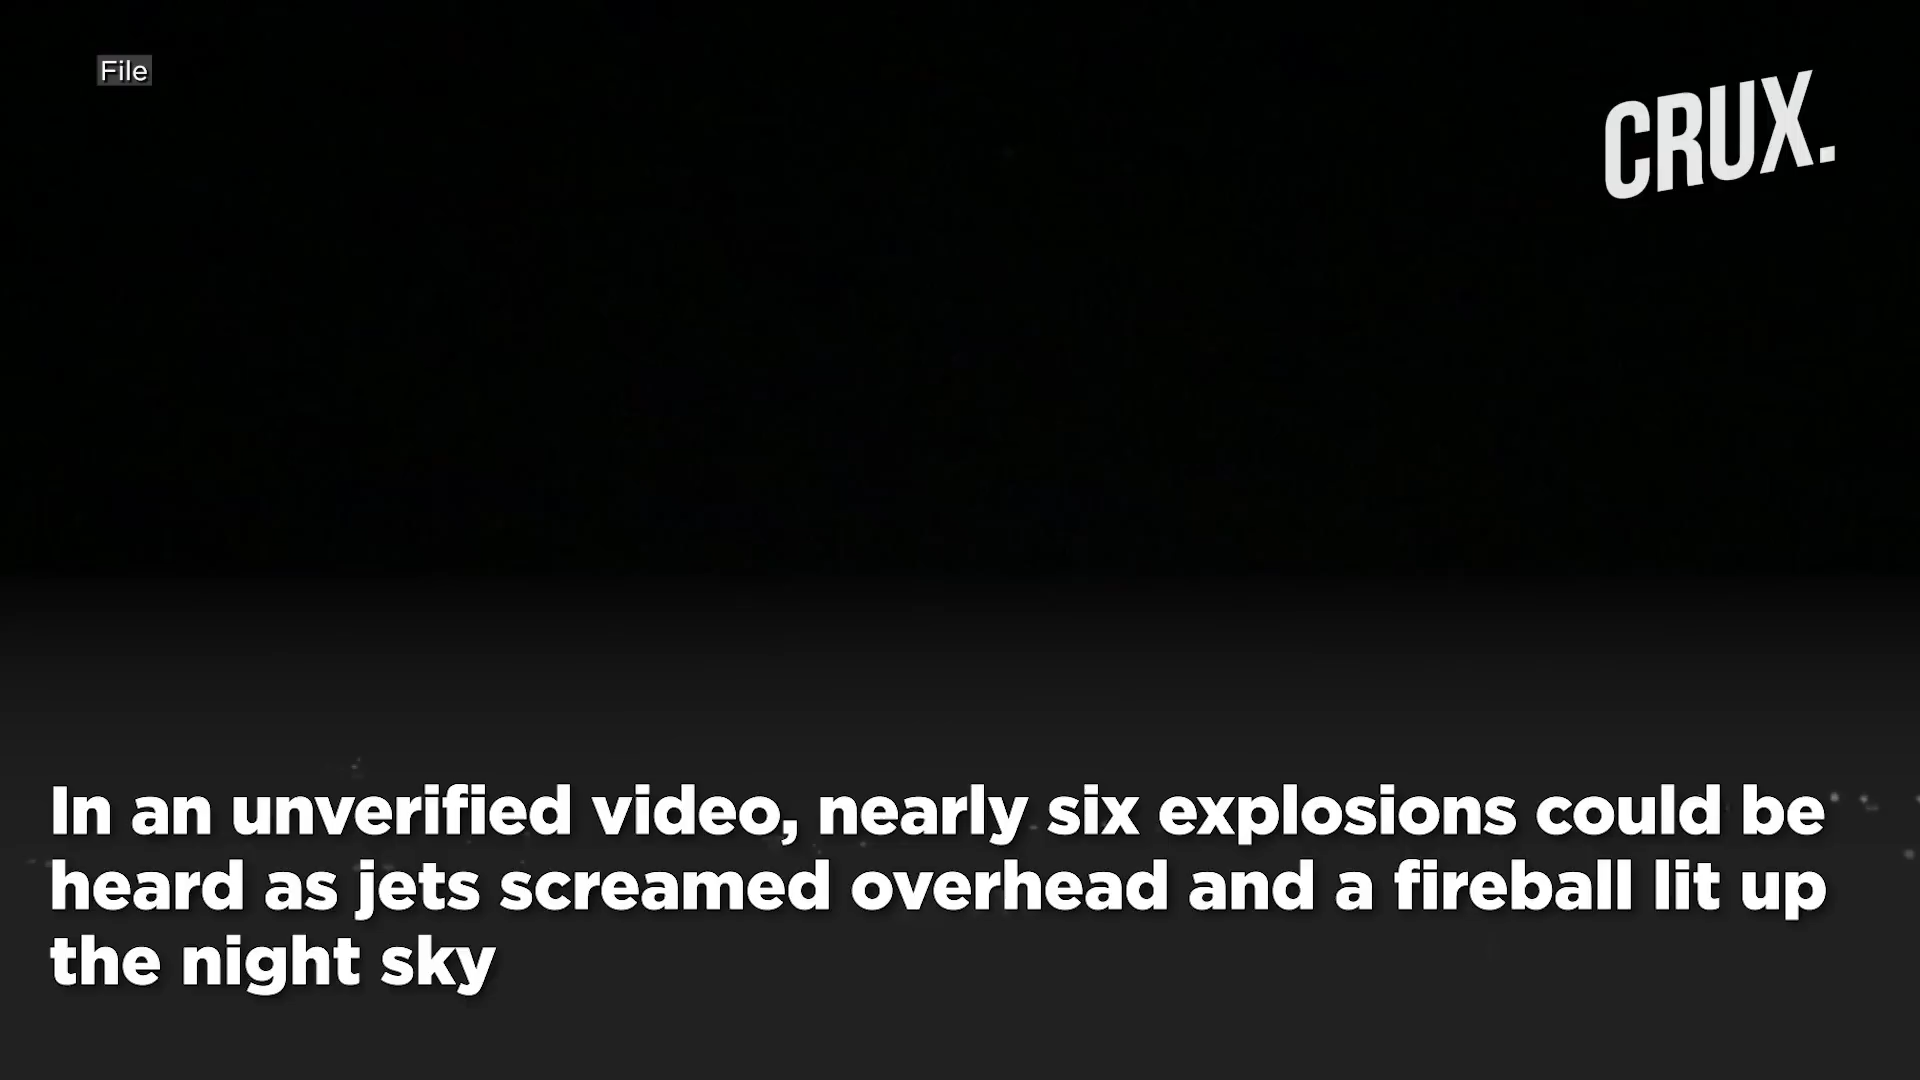 File
CRUX.
In an unverified video, nearly six explosions could be
heard as jets screamed overhead and a fireball lit up
the night sky